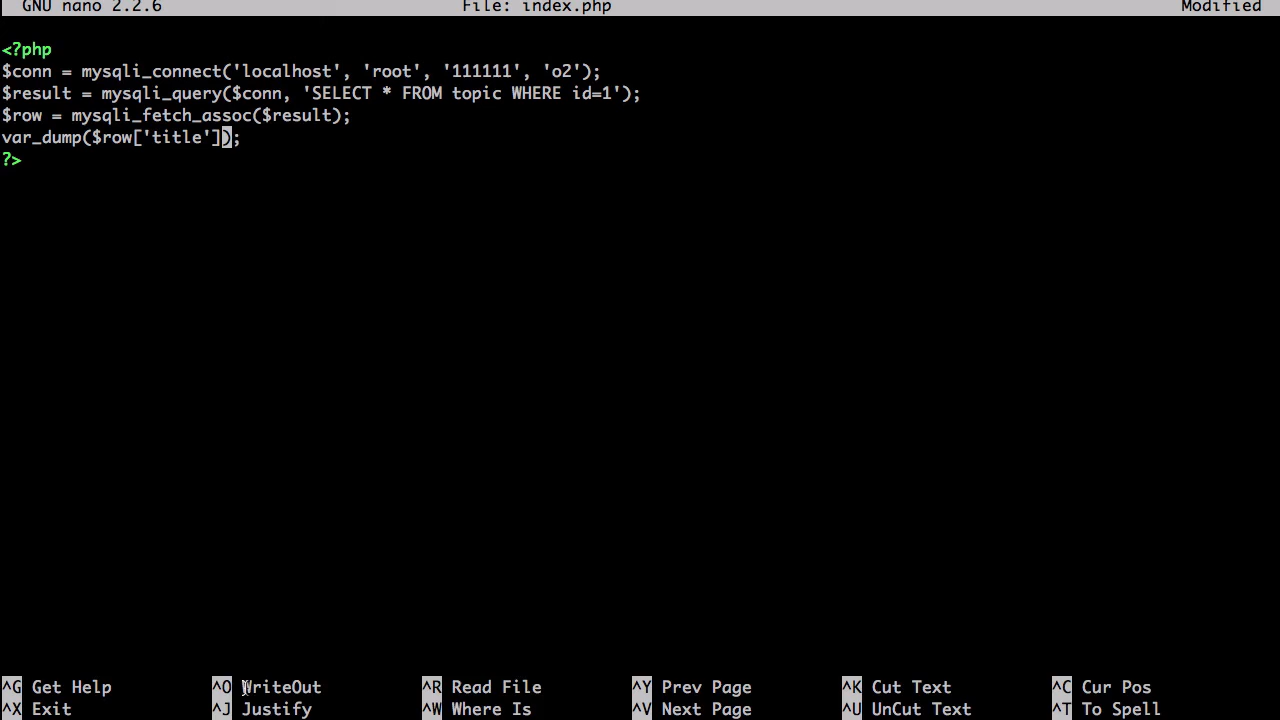 GNU nano 2.2.6 File: index.php Modified
<?php
$conn = mysqli_connect('localhost', 'root', '111111', 'o2');
$result = mysqli_query($conn, 'SELECT * FROM topic WHERE id=1');
$row = mysqli_fetch_assoc($result);
var_dump($row['title']);
?>
^G Get Help ^O WriteOut ^R Read File ^Y Prev Page ^K Cut Text ^C Cur Pos
^X Exit ^J Justify ^W Where Is ^V Next Page ^U UnCut Text ^T To Spell